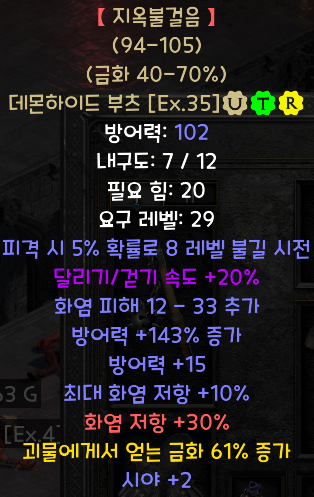 【 지옥불걸음 】
(94-105)
(금화 40-70%)
데몬하이드 부츠 [Ex.35] U T R
방어력: 102
내구도: 7 / 12
필요 힘: 20
요구 레벨: 29
피격 시 5% 확률로 8 레벨 불길 시전
달리기/걷기 속도 +20%
화염 피해 12 - 33 추가
방어력 +143% 증가
방어력 +15
최대 화염 저항 +10%
63 G
화염 저항 +30%
[Ex.4
괴물에게서 얻는 금화 61% 증가
시야 +2